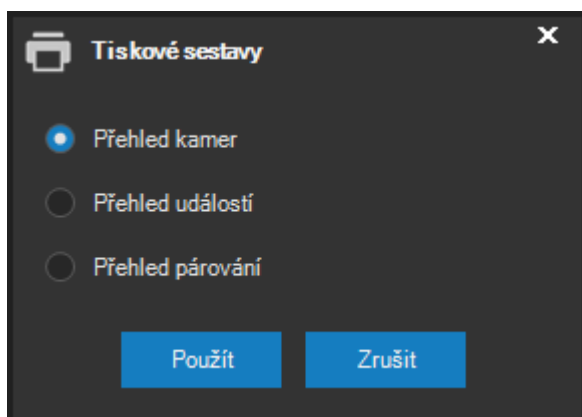 Tiskové sestavy
Přehled kamer
Přehled událostí
Přehled párování
Použít
Zrušit